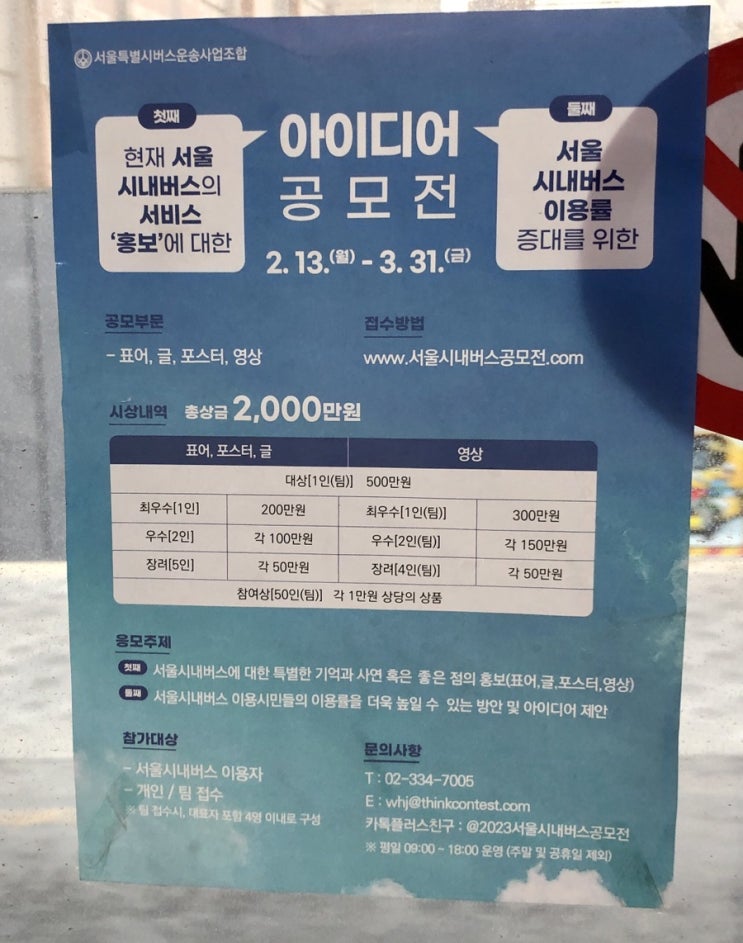 서울특별시버스운송사업조합
첫째
현재 서울
시내버스의
서비스
'홍보'에 대한
아이디어
공모전
2. 13.(월) - 3. 31.(금)
둘째
서울
시내버스
이용률
증대를 위한
공모부문
- 표어, 글, 포스터, 영상
접수방법
www.서울시내버스공모전.com
시상내역 총상금 2,000만원
표어, 포스터, 글 영상
대상[1인(팀)] 500만원
최우수[1인] 200만원 최우수[1인(팀)] 300만원
우수[2인] 각 100만원 우수[2인(팀)] 각 150만원
장려[5인] 각 50만원 장려[4인(팀)] 각 50만원
참여상[50인(팀)] 각 1만원 상당의 상품
응모주제
첫째 서울시내버스에 대한 특별한 기억과 사연 혹은 좋은 점의 홍보(표어,글,포스터,영상)
둘째 서울시내버스 이용시민들의 이용률을 더욱 높일 수 있는 방안 및 아이디어 제안
참가대상
- 서울시내버스 이용자
- 개인 / 팀 접수
※ 팀 접수시, 대표자 포함 4명 이내로 구성
문의사항
T : 02-334-7005
E : whj@thinkcontest.com
카톡플러스친구 : @2023서울시내버스공모전
※ 평일 09:00 ~ 18:00 운영 (주말 및 공휴일 제외)